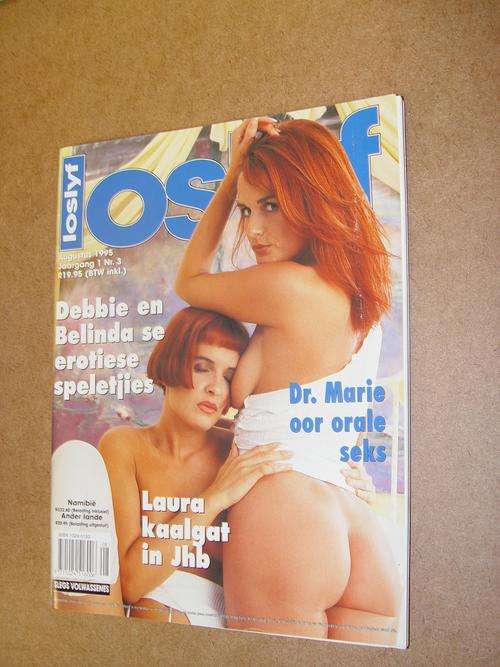 loslyf
loslyf
Augustus 1995
Jaargang 1 Nr. 3
R19.95 (BTW inkl.)
Debbie en
Belinda se
erotiese
speletjies
Dr. Marie
oor orale
seks
Laura
kaalgat
in Jhb
Namibië
Ander lande
SLEGS VOLWASSENES